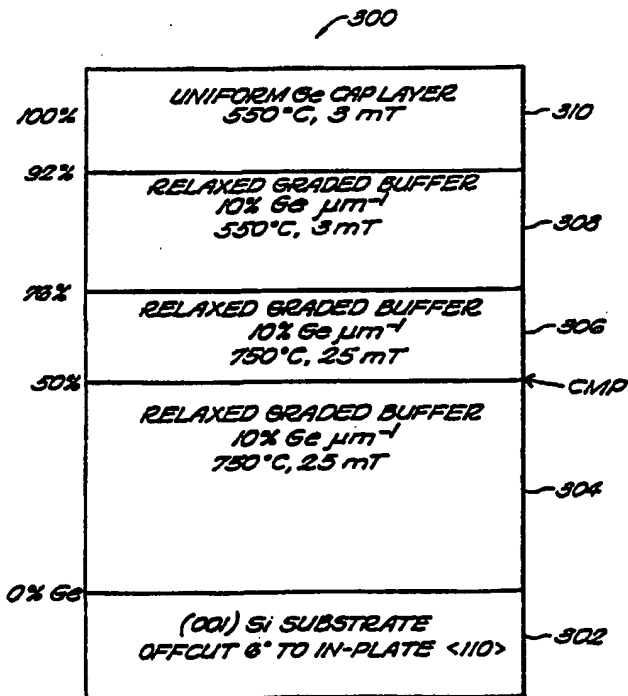 300
UNIFORM Ge CAP LAYER
550°C, 3 mT
100%
310
92%
RELAXED GRADED BUFFER
10% Ge µm⁻¹
550°C, 3mT
308
76%
RELAXED GRADED BUFFER
10% Ge µm⁻¹
750°C, 25 mT
306
50%
CMP
RELAXED GRADED BUFFER
10% Ge µm⁻¹
750°C, 25 mT
304
0% Ge
(001) Si SUBSTRATE
OFFCUT 6° TO IN-PLATE <110>
302